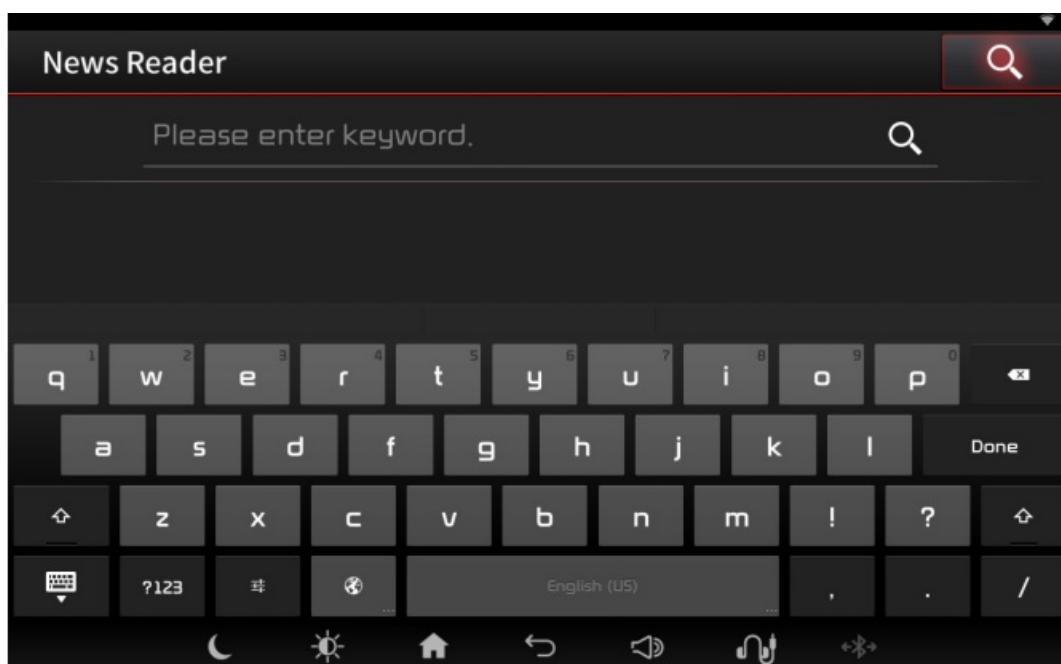 News Reader
Please enter keyword.
q 1 w 2 e 3 r 4 t 5 y 6 u 7 i 8 o 9 p 0
a s d f g h j k l Done
z x c v b n m ! ?
?123 English (US) , . /